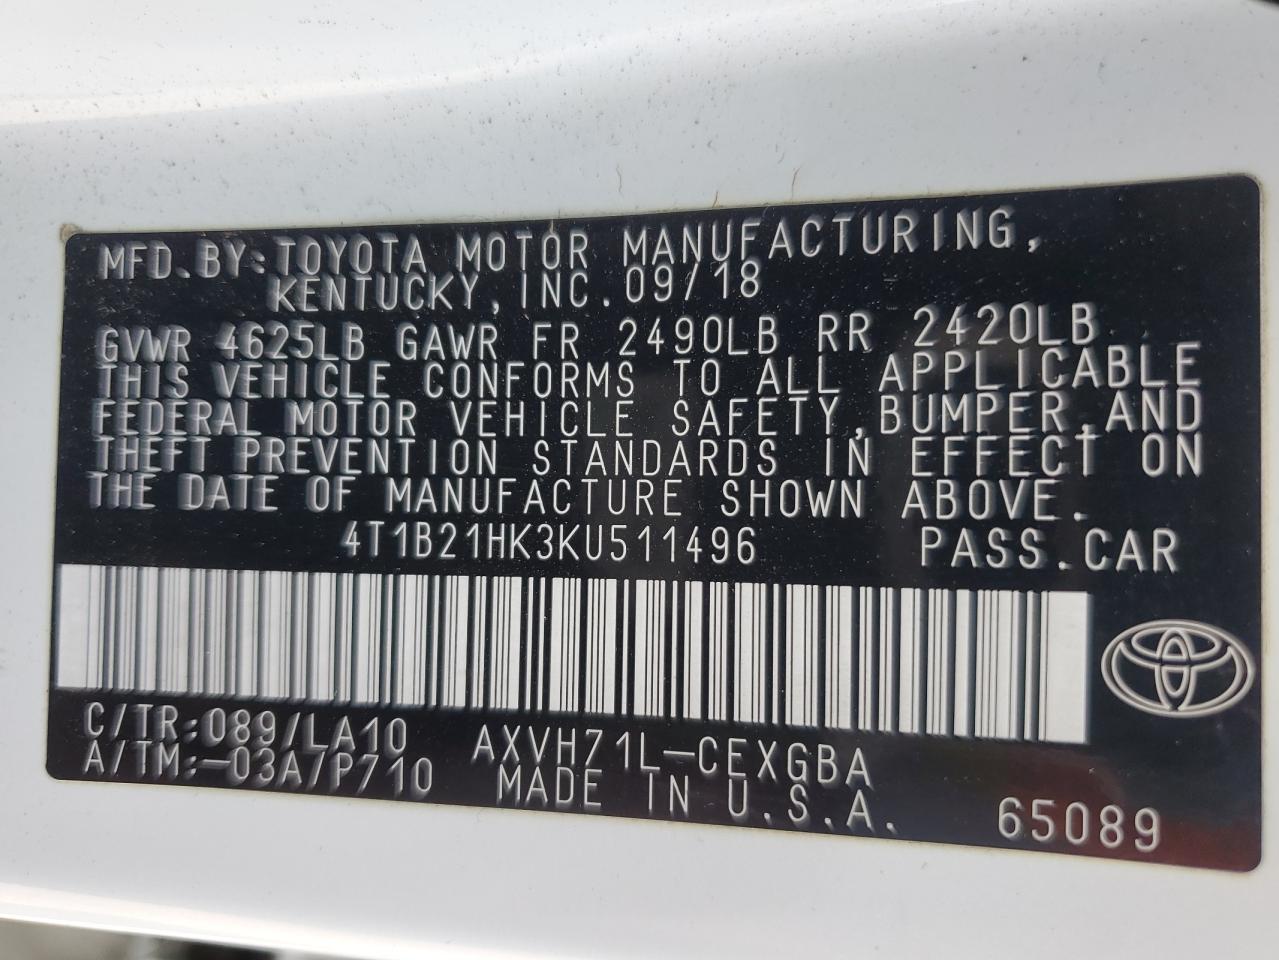 MFD.BY:TOYOTA MOTOR MANUFACTURING,
KENTUCKY, INC. 09/18
GVWR 4625LB GAWR FR 2490LB RR 2420LB
THIS VEHICLE CONFORMS TO ALL APPLICABLE
FEDERAL MOTOR VEHICLE SAFETY, BUMPER, AND
THEFT PREVENTION STANDARDS IN EFFECT ON
THE DATE OF MANUFACTURE SHOWN ABOVE.
4T1B21HK3KU511496 PASS.CAR
C/TR:089/LA10 AXVH71L-CEXGBA
A/TM:-03A/P710 MADE IN U.S.A. 65089